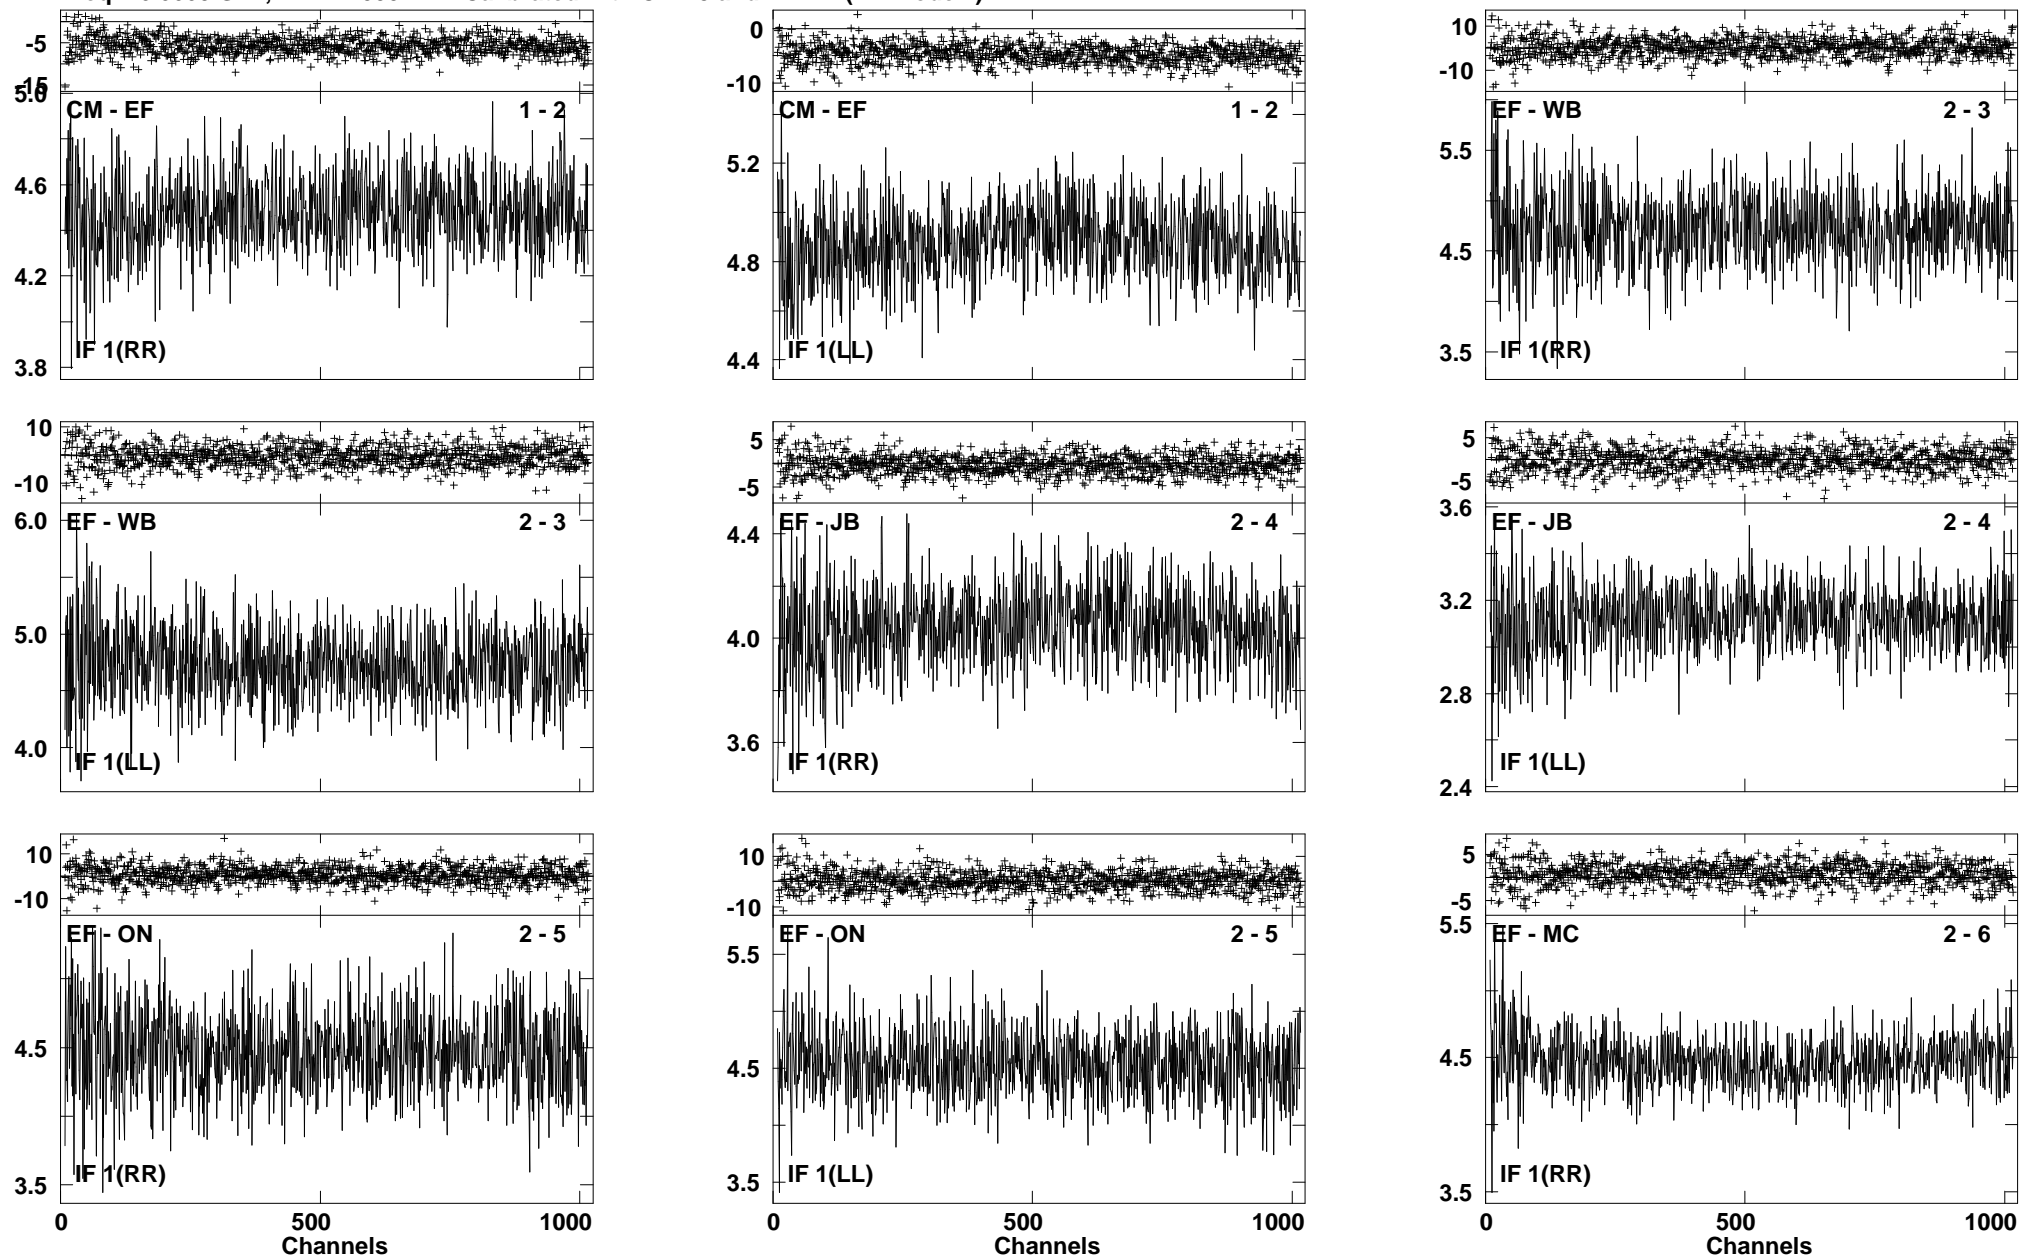 -5
-15
0
-10
10
-10
5.0
CM - EF 1 - 2
4.6
4.2
3.8
IF 1(RR)
CM - EF 1 - 2
5.2
4.8
4.4
IF 1(LL)
EF - WB 2 - 3
5.5
4.5
3.5
IF 1(RR)
10
-10
5
-5
5
-5
6.0
EF - WB 2 - 3
5.0
4.0
IF 1(LL)
EF - JB 2 - 4
4.4
4.0
3.6
IF 1(RR)
3.6
EF - JB 2 - 4
3.2
2.8
2.4
IF 1(LL)
10
-10
10
-10
5
-5
EF - ON 2 - 5
4.5
3.5
IF 1(RR)
EF - ON 2 - 5
5.5
4.5
3.5
IF 1(LL)
5.5
EF - MC 2 - 6
4.5
3.5
IF 1(RR)
0 500 1000
Channels
0 500 1000
Channels
0 500 1000
Channels